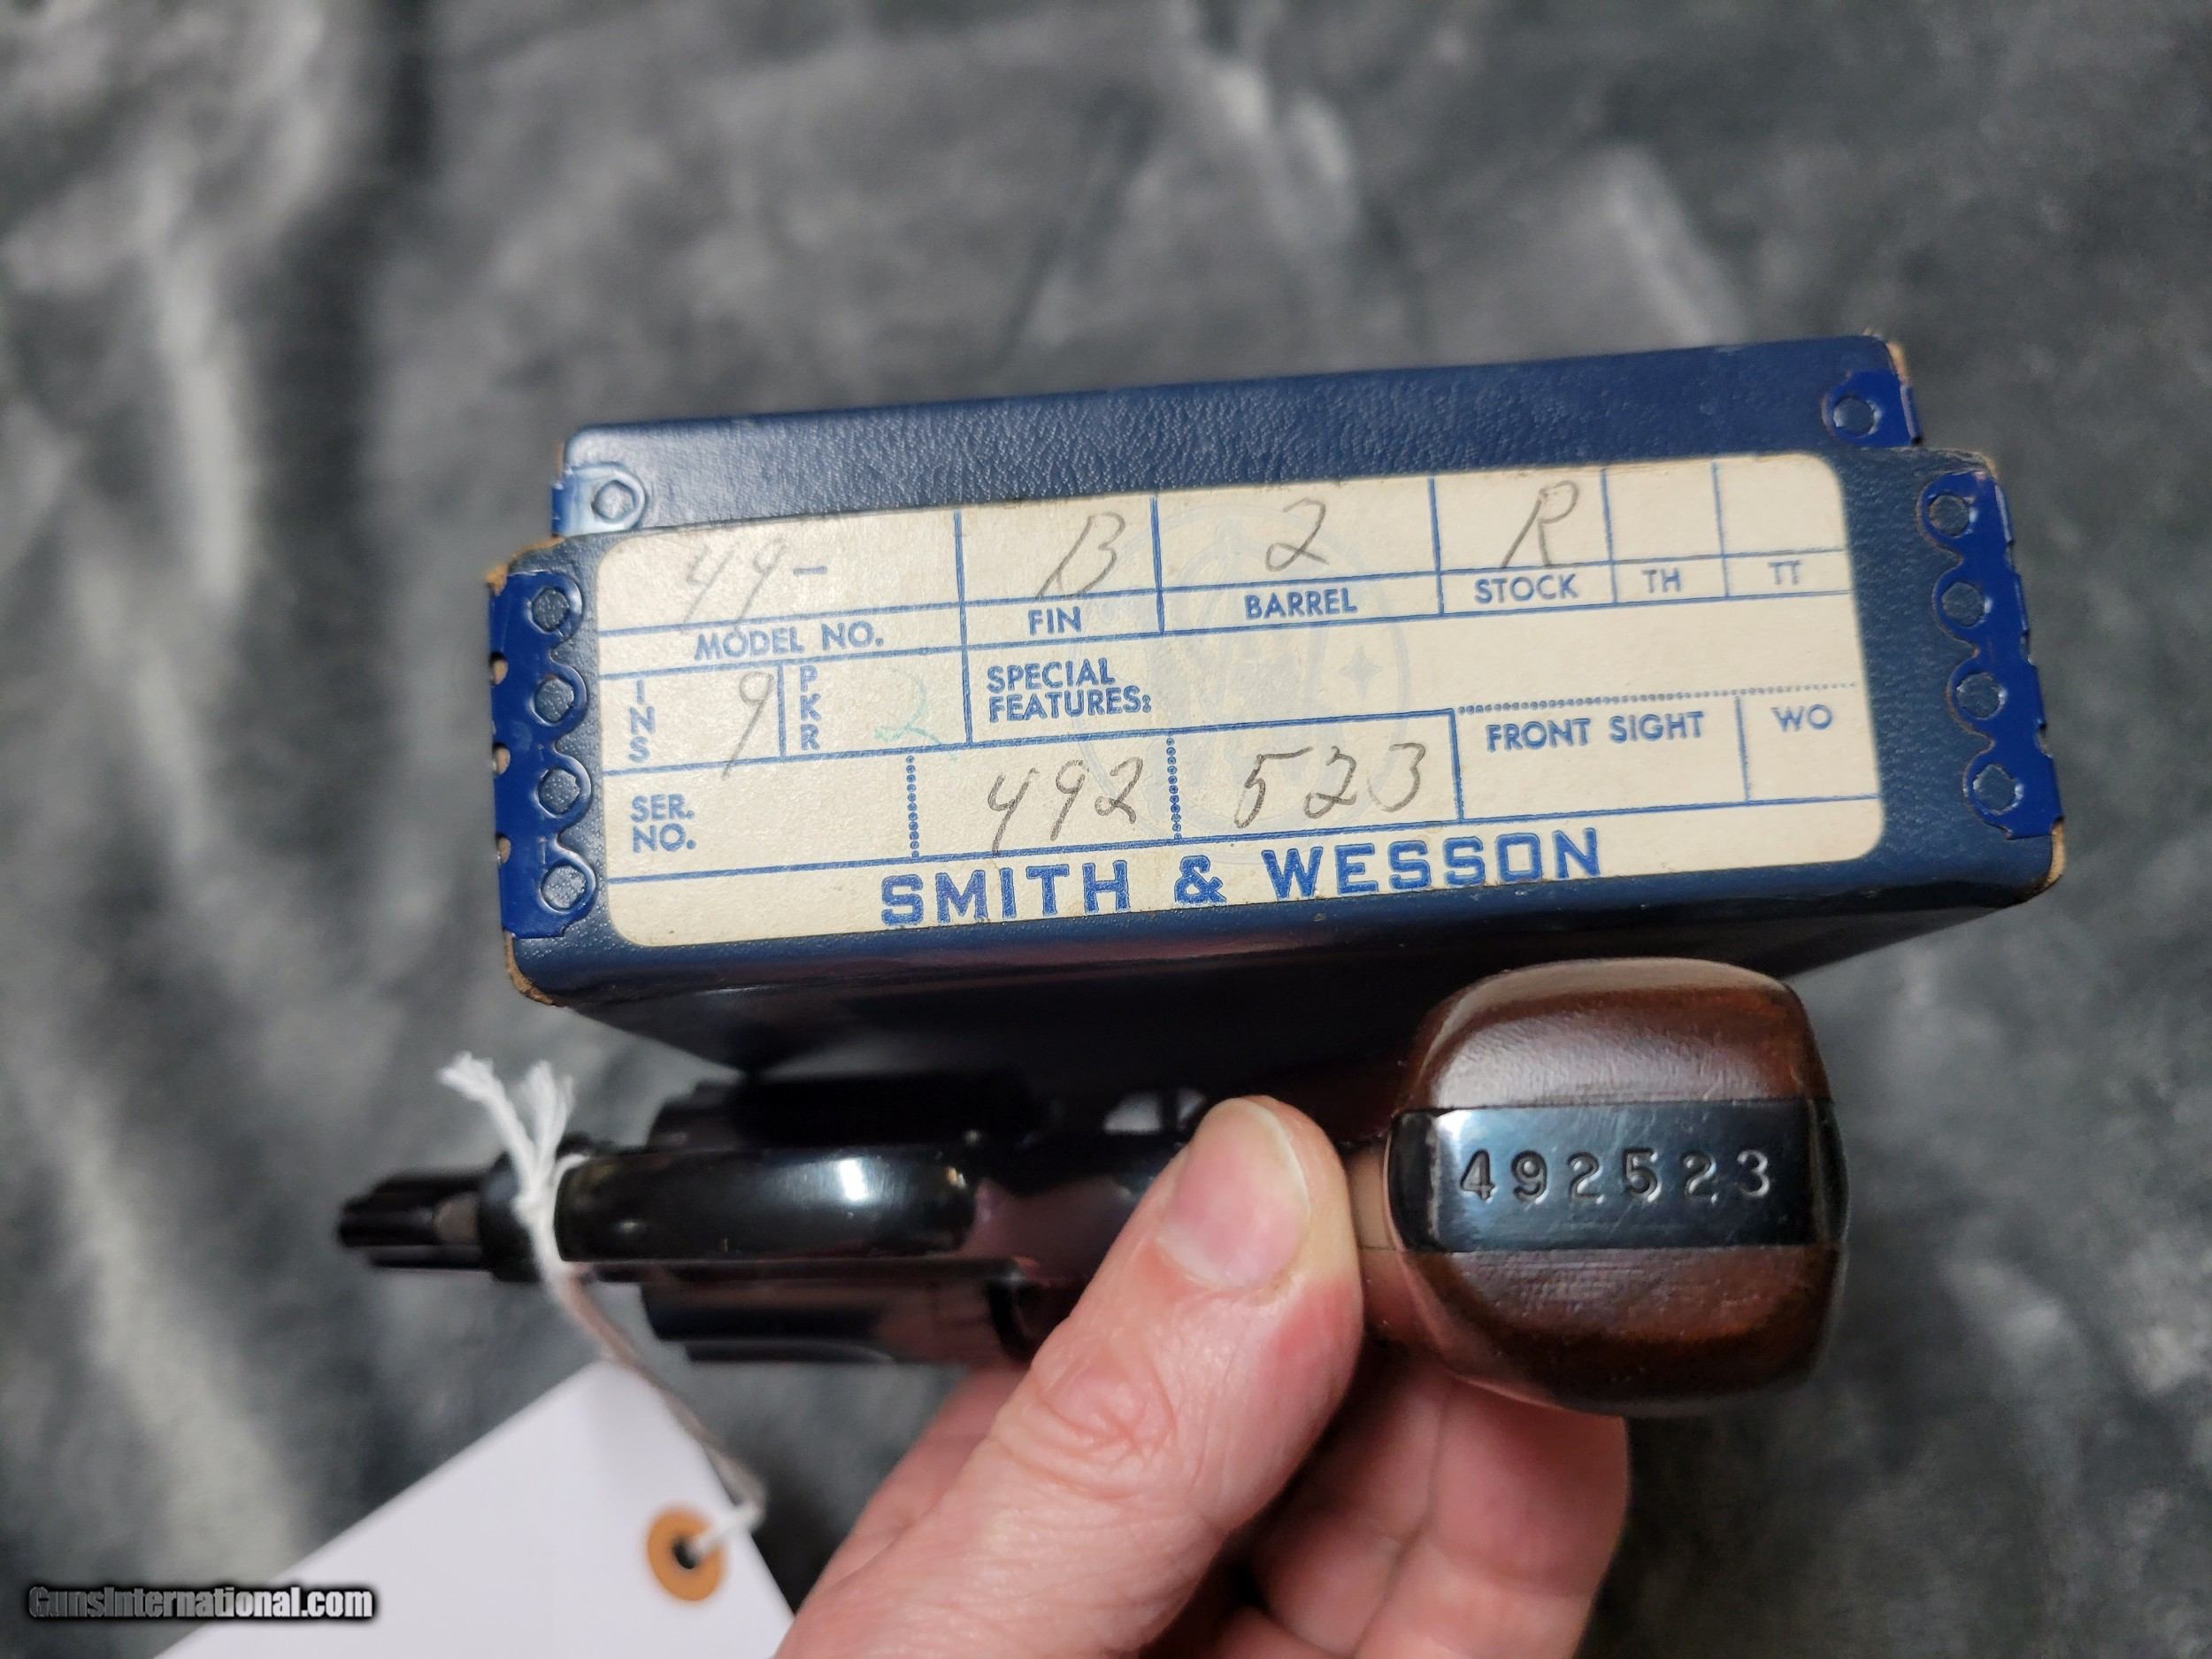 49- B 2 R
MODEL NO. FIN BARREL STOCK TH TT
INS 9 PKR 2 SPECIAL
FEATURES:
FRONT SIGHT WO
SER.
NO. 492 523
SMITH & WESSON
492523
GunsInternational.com